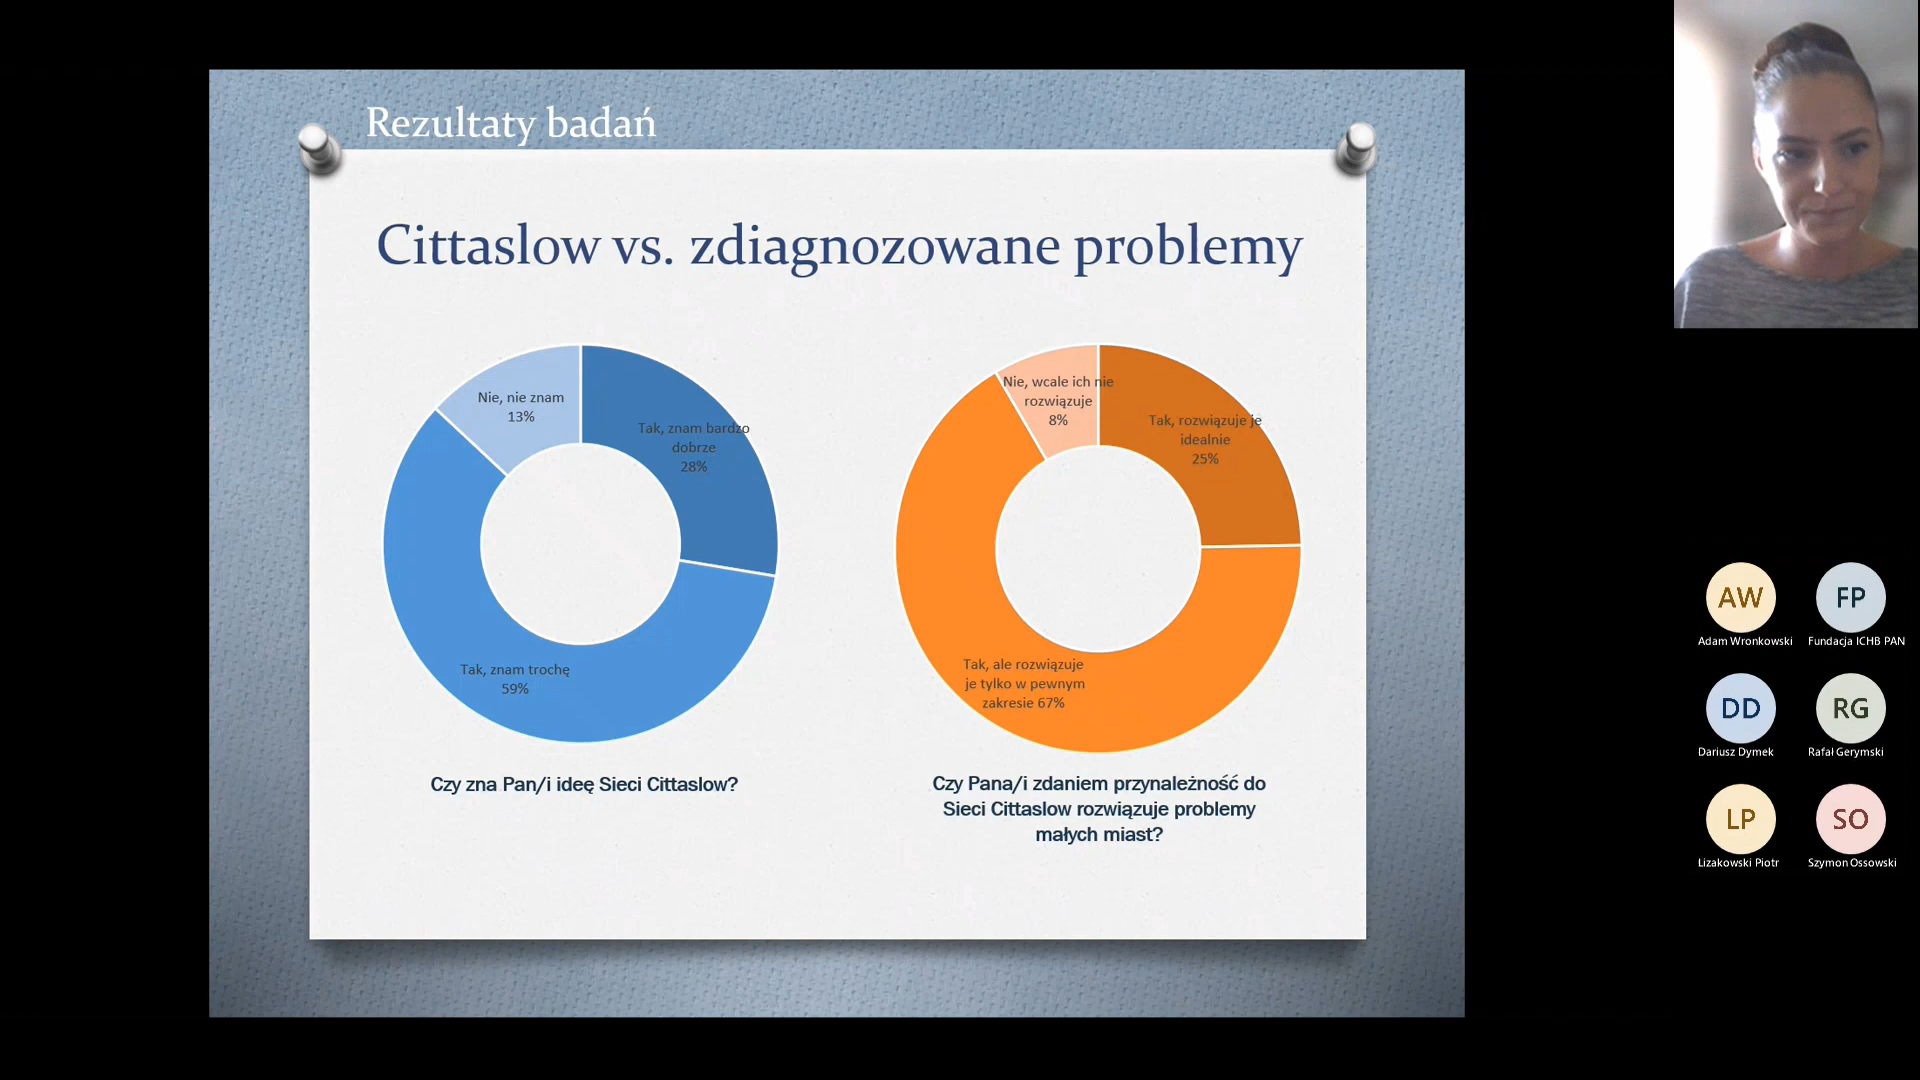 Rezultaty badań
Cittaslow vs. zdiagnozowane problemy
Nie, nie znam
13%
Tak, znam bardzo
dobrze
28%
Tak, znam trochę
59%
Czy zna Pan/i ideę Sieci Cittaslow?
Nie, wcale ich nie
rozwiązuje
8%
Tak, rozwiązuje je
idealnie
25%
Tak, ale rozwiązuje
je tylko w pewnym
zakresie 67%
Czy Pana/i zdaniem przynależność do
Sieci Cittaslow rozwiązuje problemy
małych miast?
AW
Adam Wronkowski
FP
Fundacja ICHB PAN
DD
Dariusz Dymek
RG
Rafał Gerymski
LP
Lizakowski Piotr
SO
Szymon Ossowski